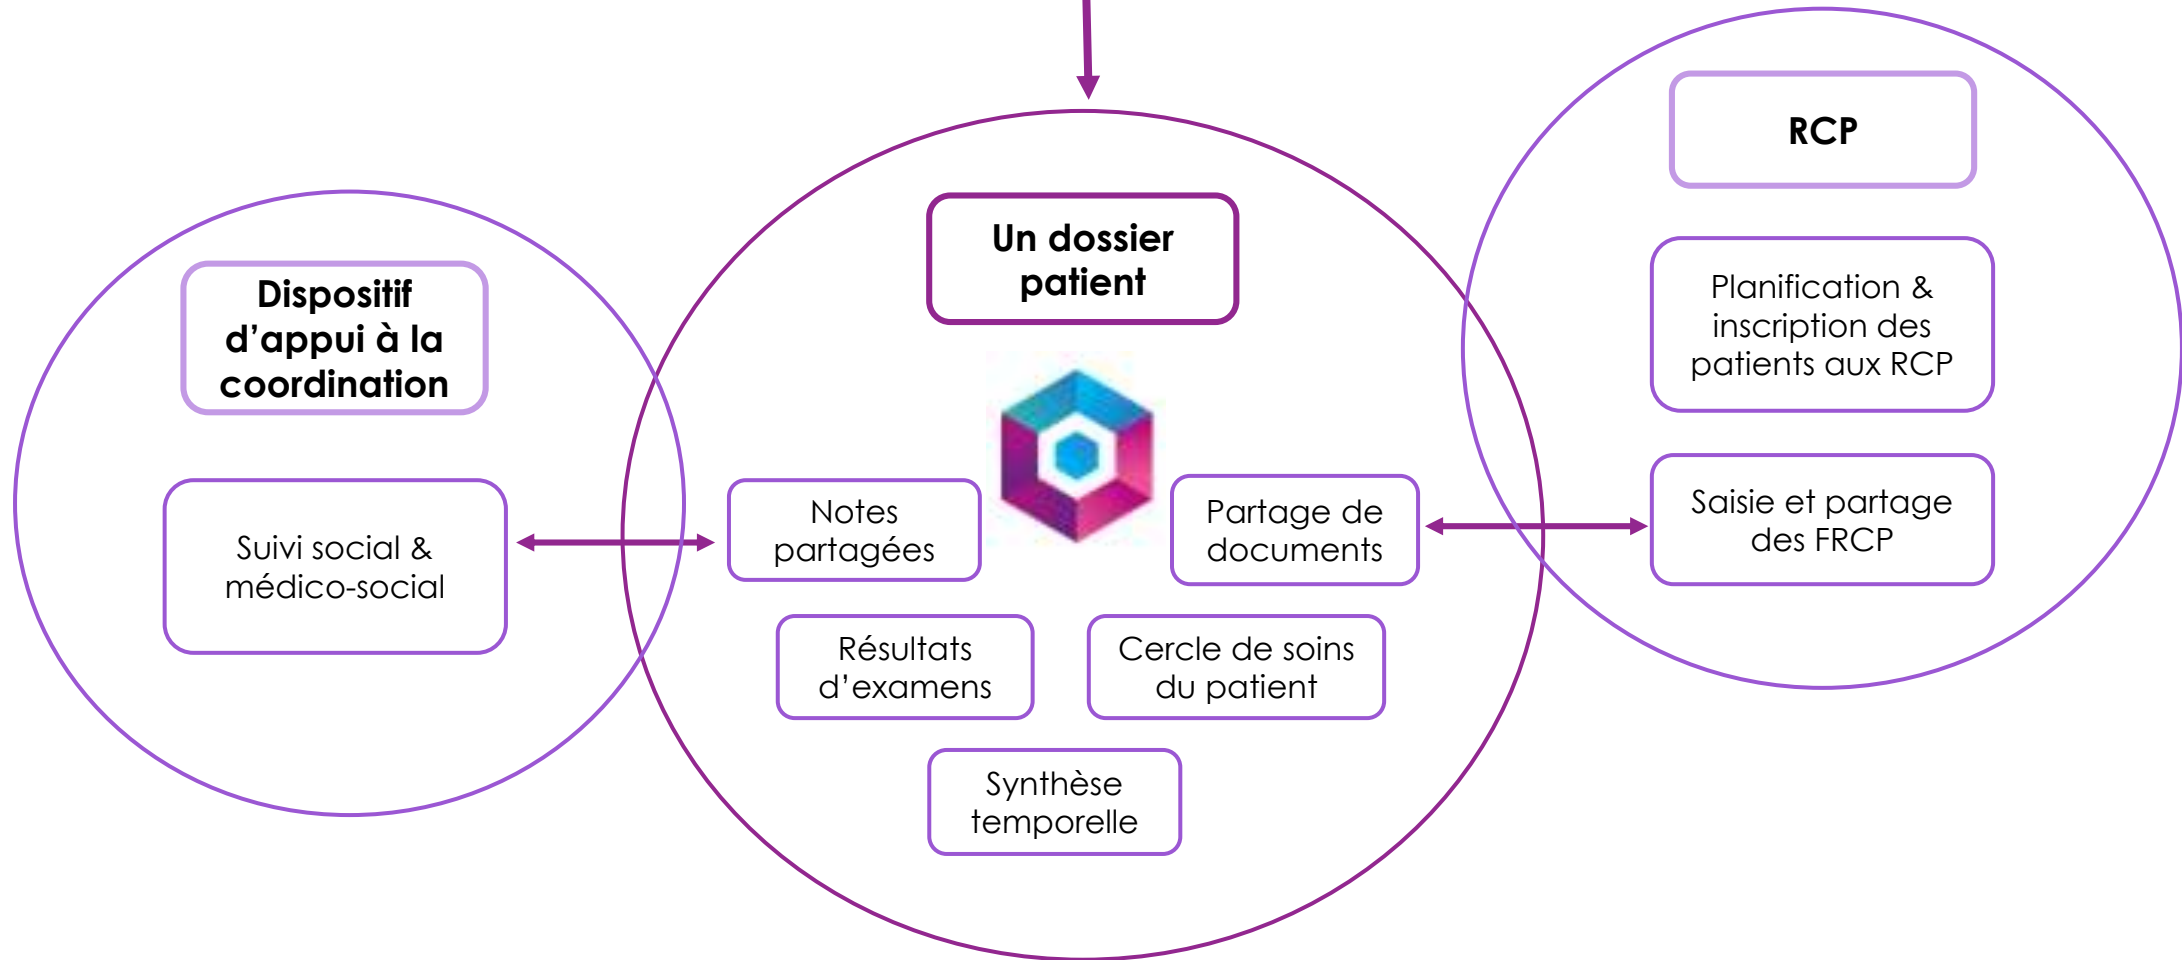 Dispositif
d’appui à la
coordination
Suivi social &
médico-social
Un dossier
patient
Notes
partagées
Partage de
documents
Résultats
d’examens
Cercle de soins
du patient
Synthèse
temporelle
RCP
Planification &
inscription des
patients aux RCP
Saisie et partage
des FRCP